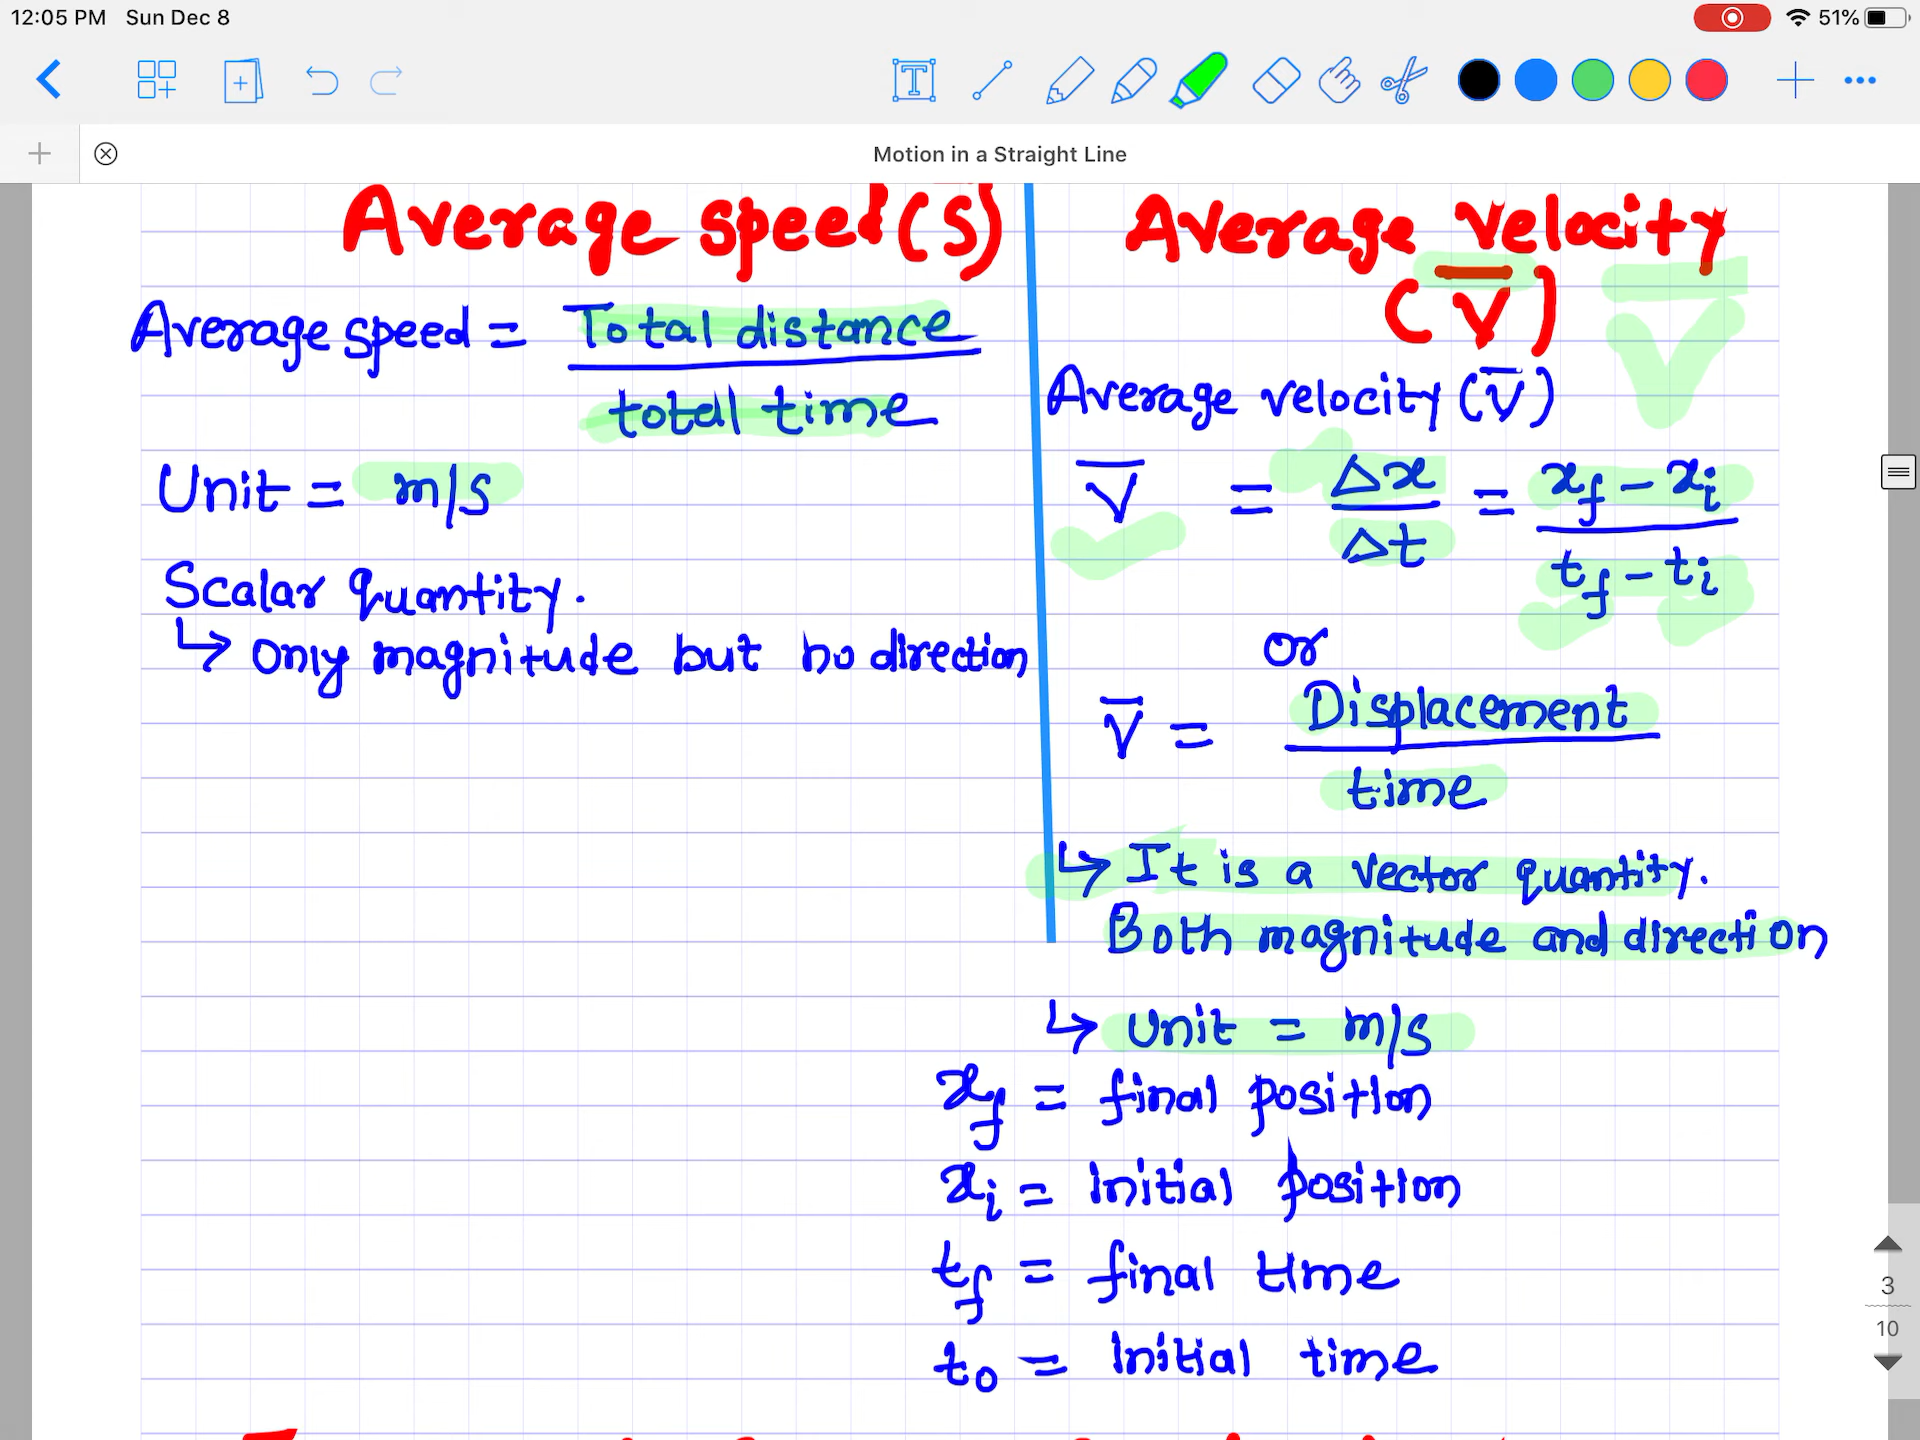 12:05 PM Sun Dec 8
51%
Motion in a Straight Line
Average speed (s)
Average speed = Total distance
total time
Unit = m/s
Scalar quantity.
↳ Only magnitude but no direction
Average velocity
(V̅)
V
Average velocity (V̅)
V̅ = Δx/Δt = xf - xi / tf - ti
or
V̅ = Displacement
time
↳ It is a vector quantity.
Both magnitude and direction
↳ Unit = m/s
xf = final position
xi = initial position
tf = final time
to = initial time
3
10